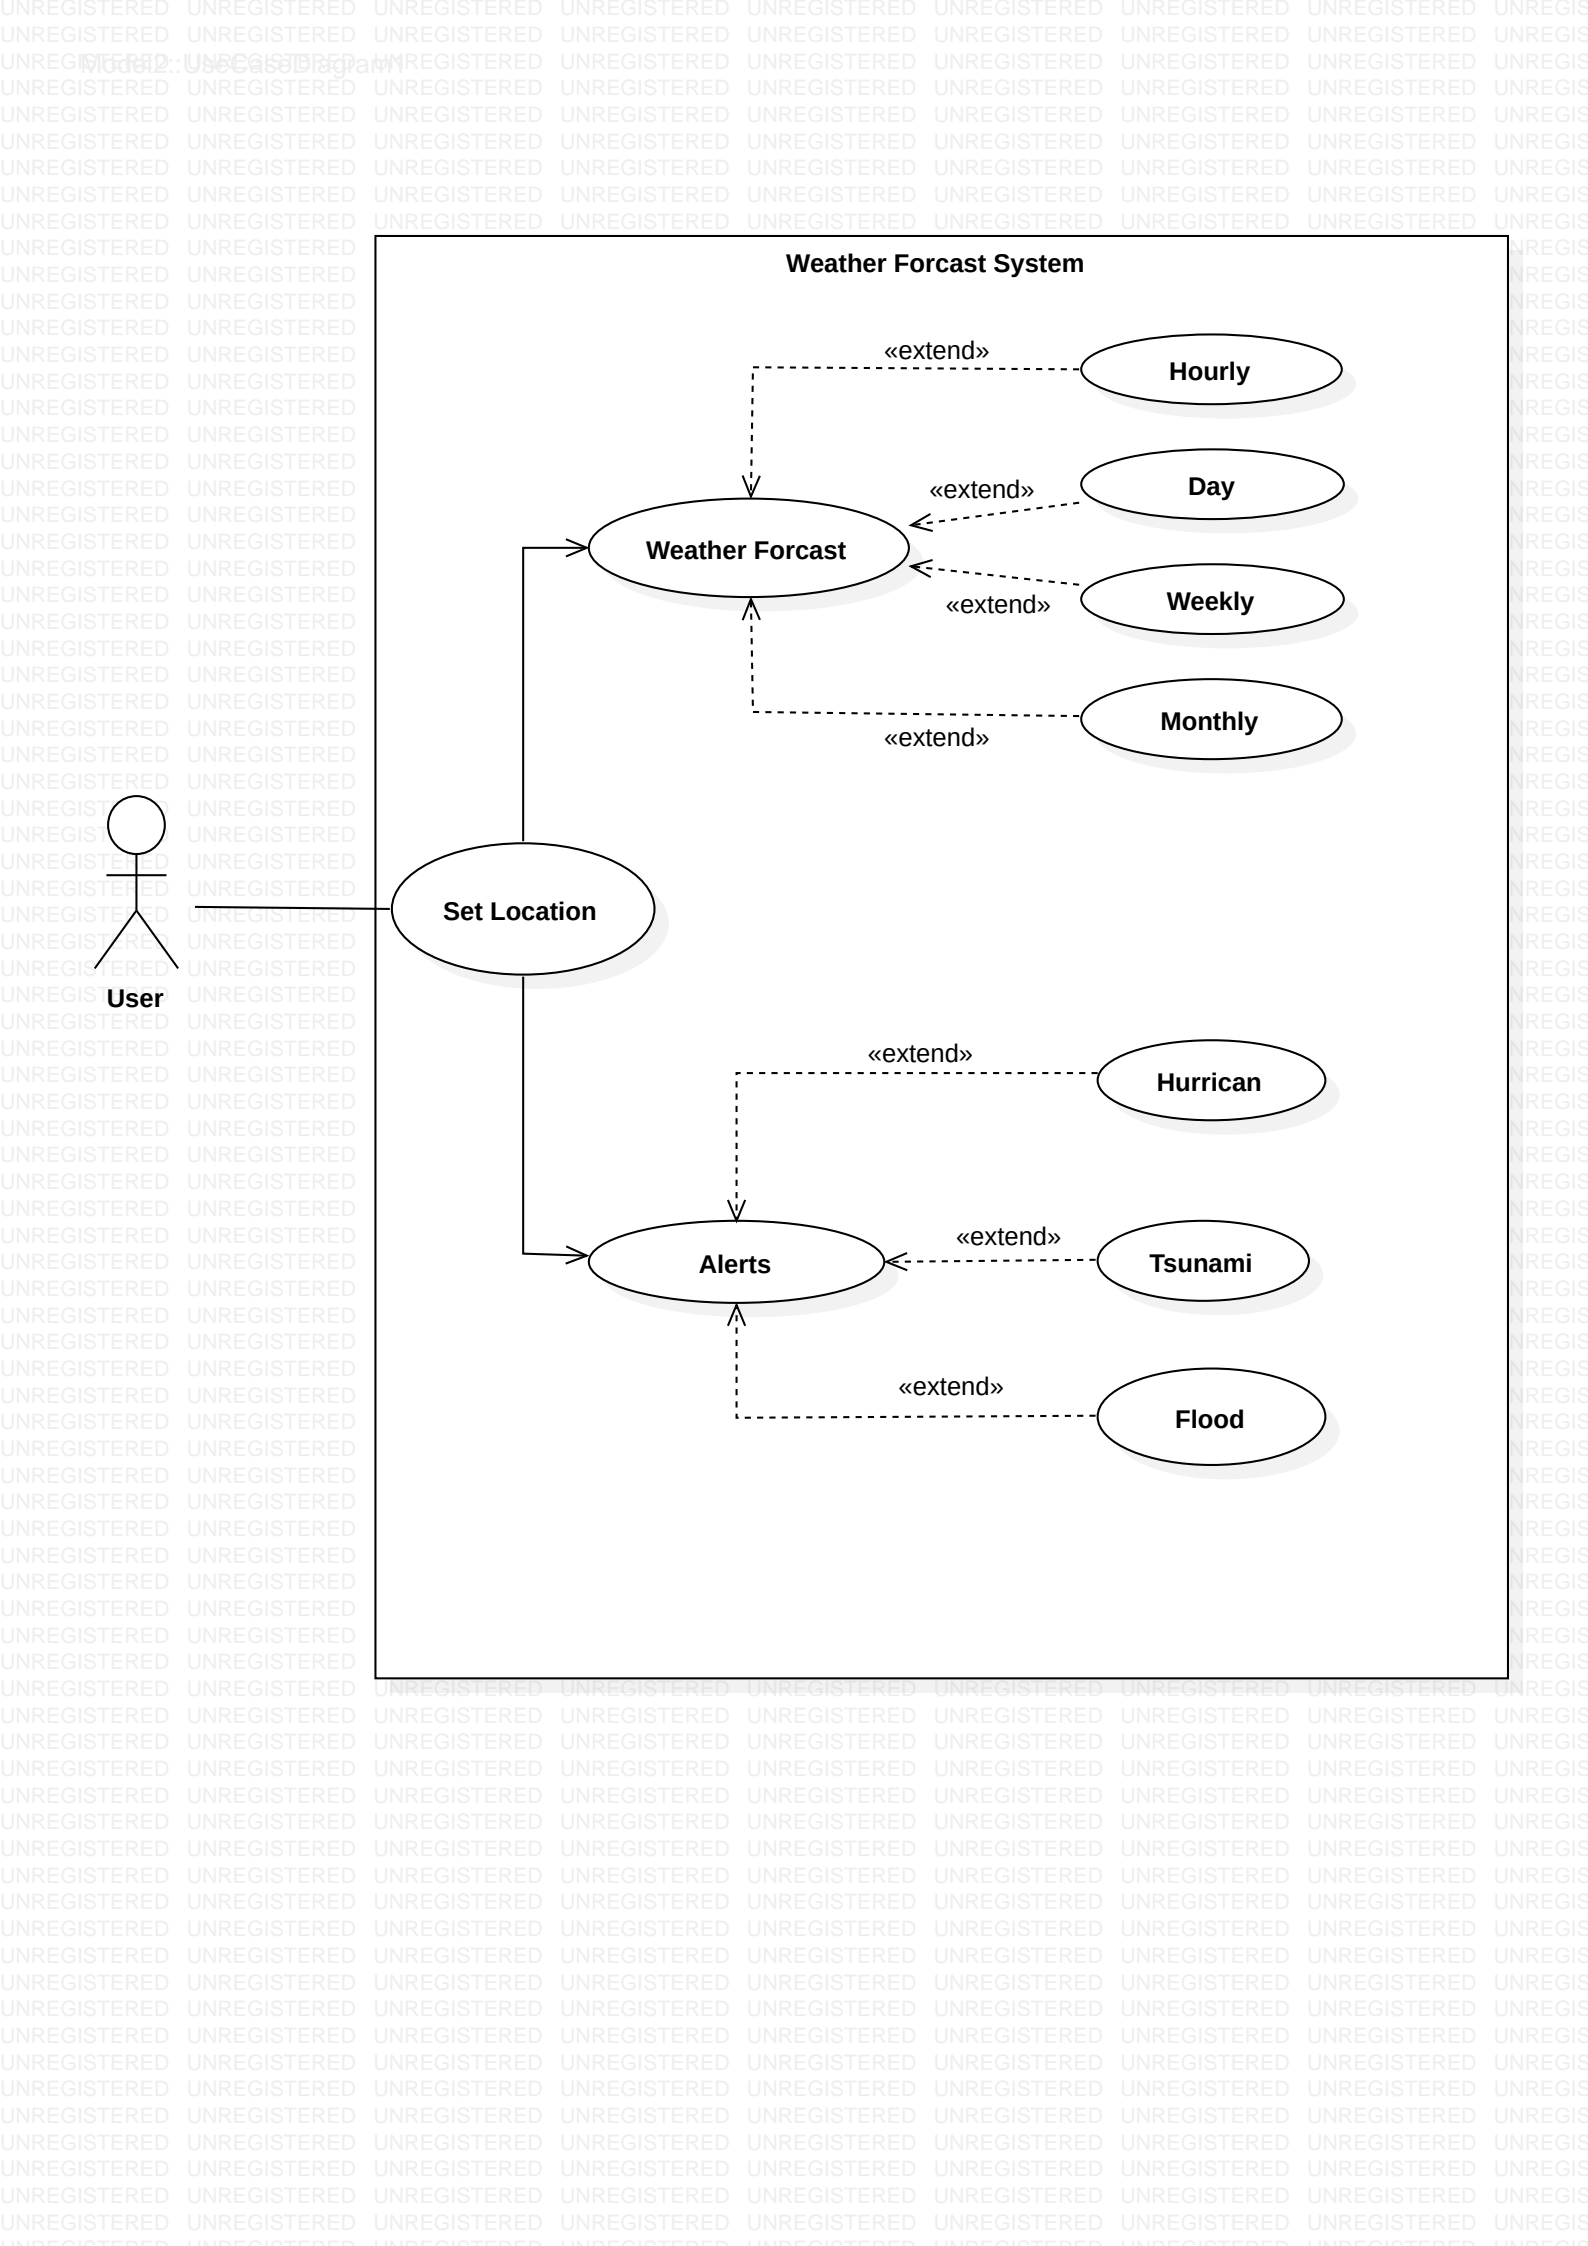 Model2::UseCaseDiagram1
Weather Forcast System
«extend»
Hourly
«extend»
Day
Weather Forcast
«extend»
Weekly
«extend»
Monthly
Set Location
User
«extend»
Hurrican
«extend»
Alerts
Tsunami
«extend»
Flood
UNREGISTERED